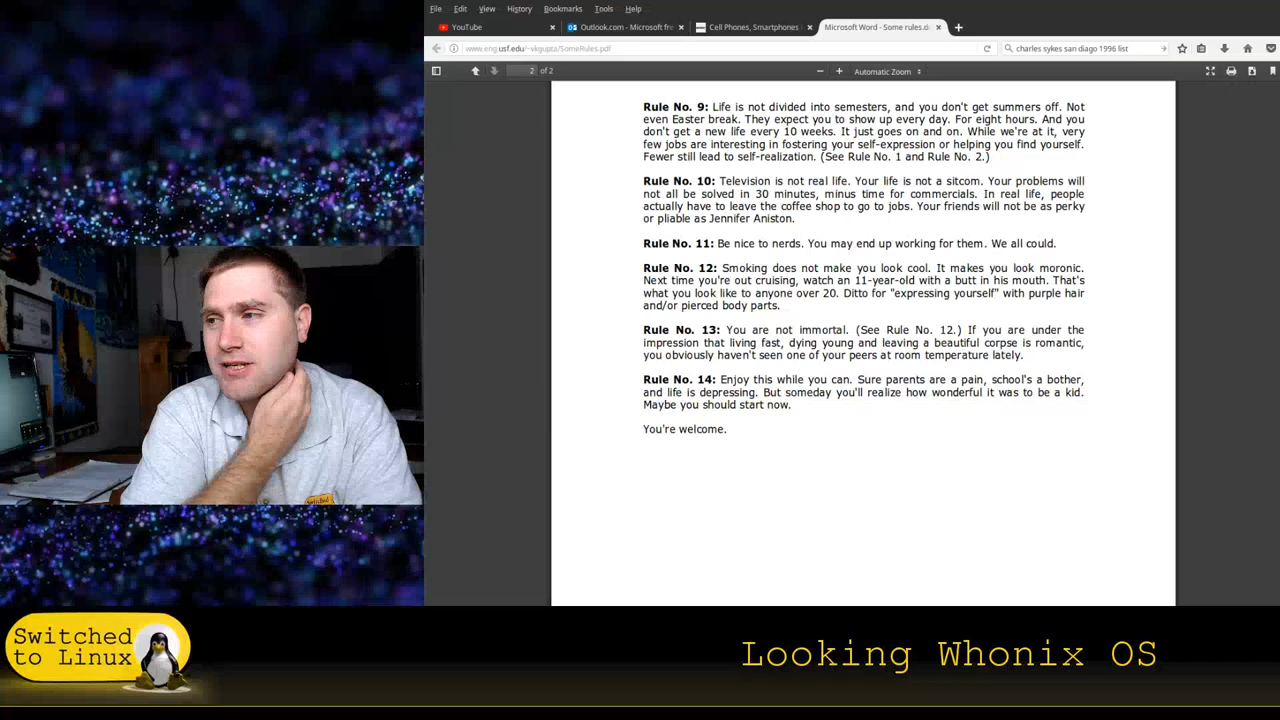 File Edit View History Bookmarks Tools Help
YouTube × Outlook.com - Microsoft fre × Cell Phones, Smartphones × Microsoft Word - Some rules.do ×
www.eng.usf.edu/~vkgupta/SomeRules.pdf charles sykes san diago 1996 list
2 of 2 Automatic Zoom
Rule No. 9: Life is not divided into semesters, and you don't get summers off. Not
even Easter break. They expect you to show up every day. For eight hours. And you
don't get a new life every 10 weeks. It just goes on and on. While we're at it, very
few jobs are interesting in fostering your self-expression or helping you find yourself.
Fewer still lead to self-realization. (See Rule No. 1 and Rule No. 2.)
Rule No. 10: Television is not real life. Your life is not a sitcom. Your problems will
not all be solved in 30 minutes, minus time for commercials. In real life, people
actually have to leave the coffee shop to go to jobs. Your friends will not be as perky
or pliable as Jennifer Aniston.
Rule No. 11: Be nice to nerds. You may end up working for them. We all could.
Rule No. 12: Smoking does not make you look cool. It makes you look moronic.
Next time you're out cruising, watch an 11-year-old with a butt in his mouth. That's
what you look like to anyone over 20. Ditto for "expressing yourself" with purple hair
and/or pierced body parts.
Rule No. 13: You are not immortal. (See Rule No. 12.) If you are under the
impression that living fast, dying young and leaving a beautiful corpse is romantic,
you obviously haven't seen one of your peers at room temperature lately.
Rule No. 14: Enjoy this while you can. Sure parents are a pain, school's a bother,
and life is depressing. But someday you'll realize how wonderful it was to be a kid.
Maybe you should start now.
You're welcome.
Switched
to Linux
Looking Whonix OS